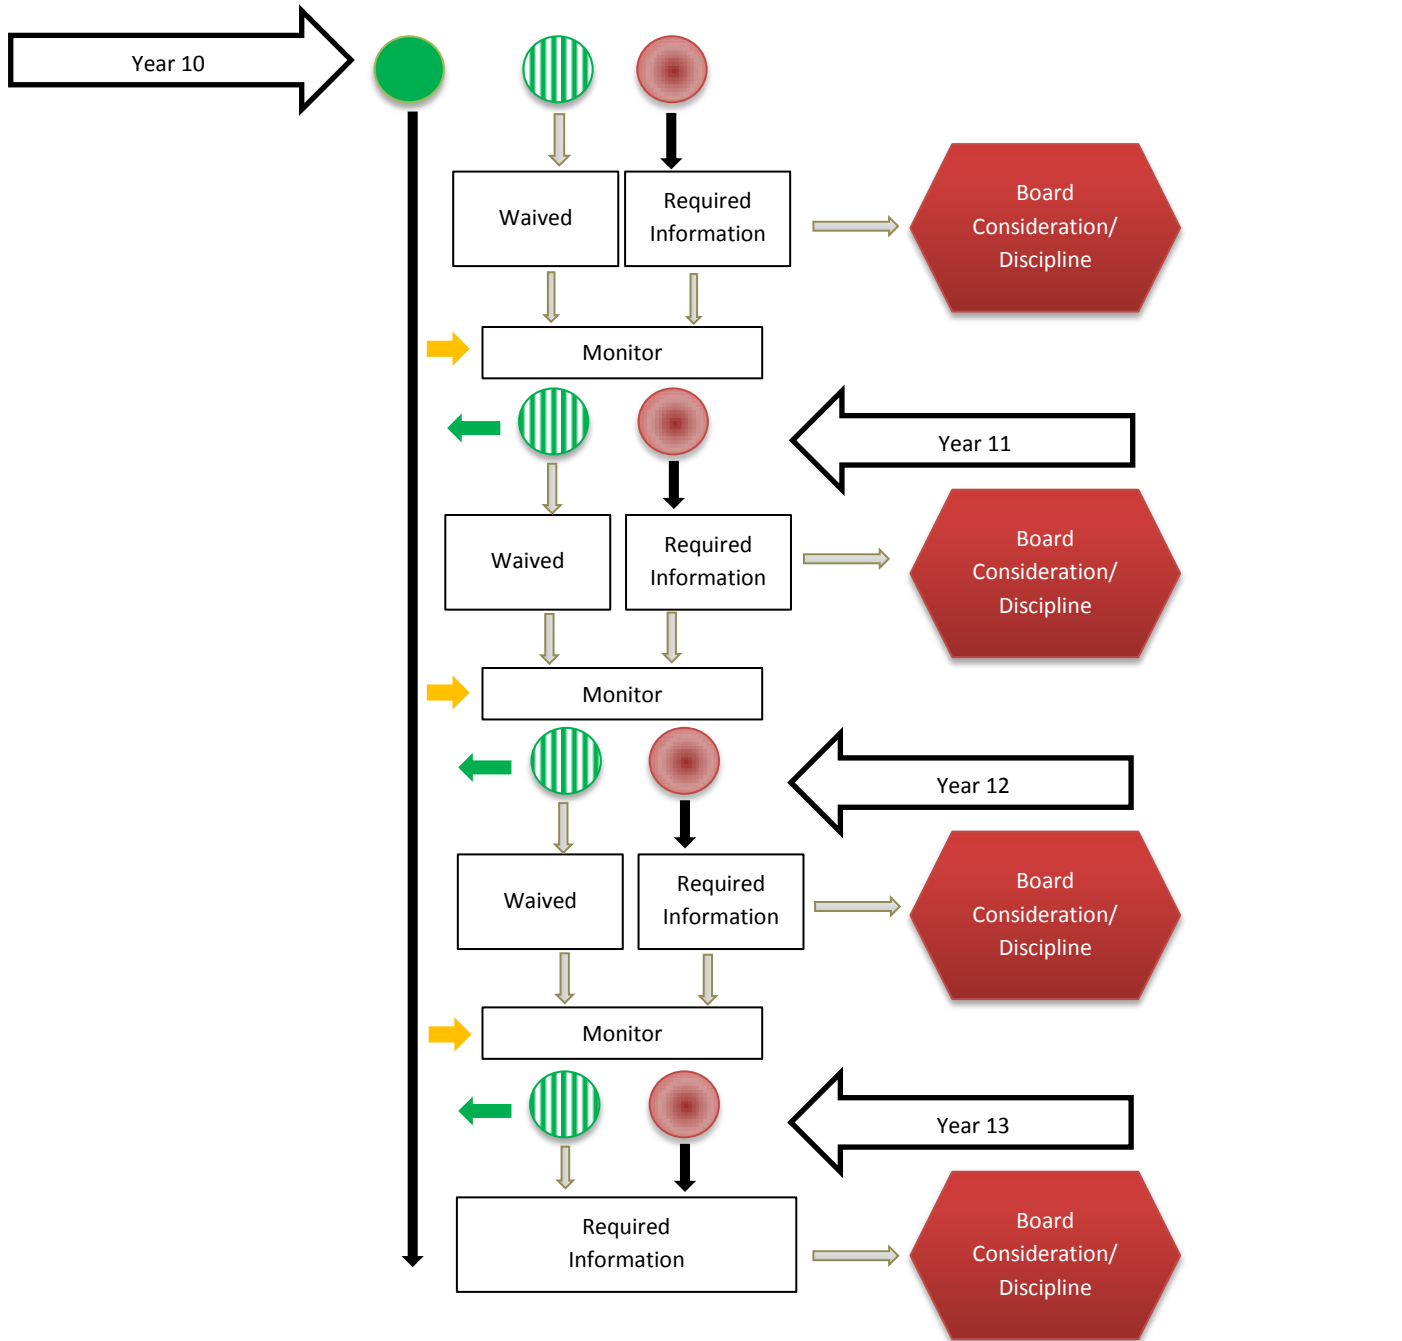 Year 10
Waived
Required
Information
Board
Consideration/
Discipline
Monitor
Year 11
Waived
Required
Information
Board
Consideration/
Discipline
Monitor
Year 12
Waived
Required
Information
Board
Consideration/
Discipline
Monitor
Year 13
Required
Information
Board
Consideration/
Discipline